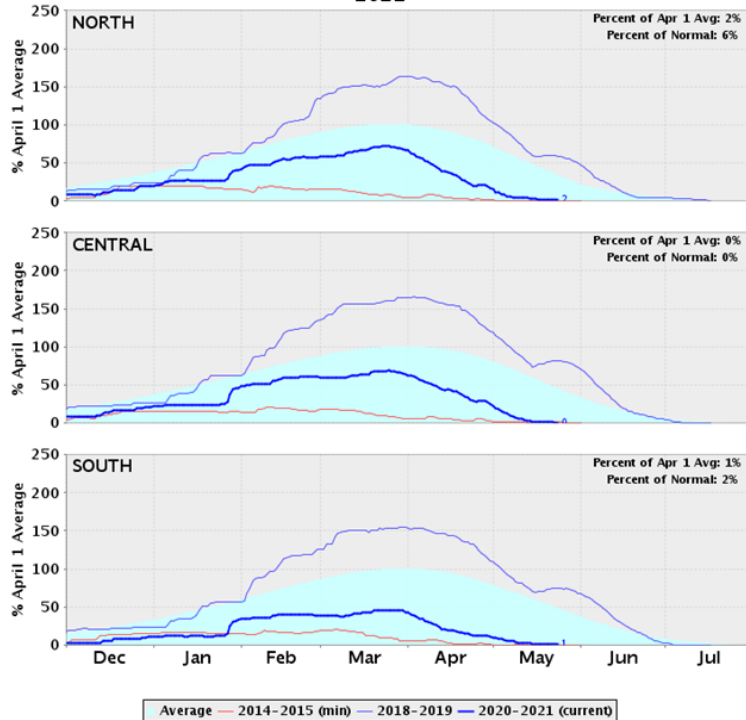 250
200
150
100
50
0
% April 1 Average
NORTH
Percent of Apr 1 Avg: 2%
Percent of Normal: 6%
2
250
200
150
100
50
0
% April 1 Average
CENTRAL
Percent of Apr 1 Avg: 0%
Percent of Normal: 0%
0
250
200
150
100
50
0
% April 1 Average
SOUTH
Percent of Apr 1 Avg: 1%
Percent of Normal: 2%
1
Dec Jan Feb Mar Apr May Jun Jul
Average 2014-2015 (min) 2018-2019 2020-2021 (current)